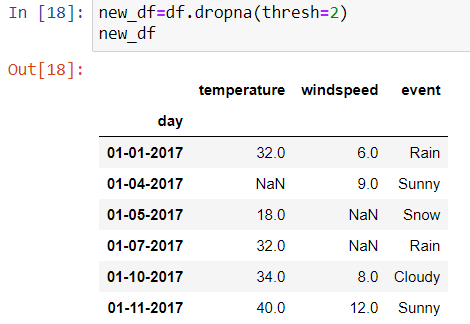 In [18]: new_df=df.dropna(thresh=2)
new_df
Out[18]:
temperature windspeed event
day
01-01-2017 32.0 6.0 Rain
01-04-2017 NaN 9.0 Sunny
01-05-2017 18.0 NaN Snow
01-07-2017 32.0 NaN Rain
01-10-2017 34.0 8.0 Cloudy
01-11-2017 40.0 12.0 Sunny